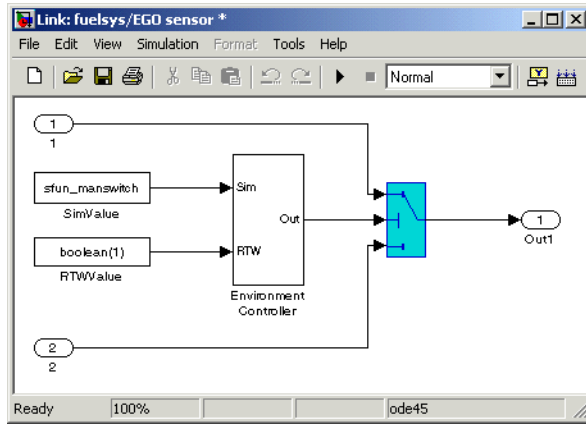 Link: fuelsys/EGO sensor *
File Edit View Simulation Format Tools Help
Normal
1
1
sfun_manswitch
SimValue
Sim
Out
1
Out1
boolean(1)
RTWValue
RTW
Environment
Controller
2
2
Ready 100% ode45